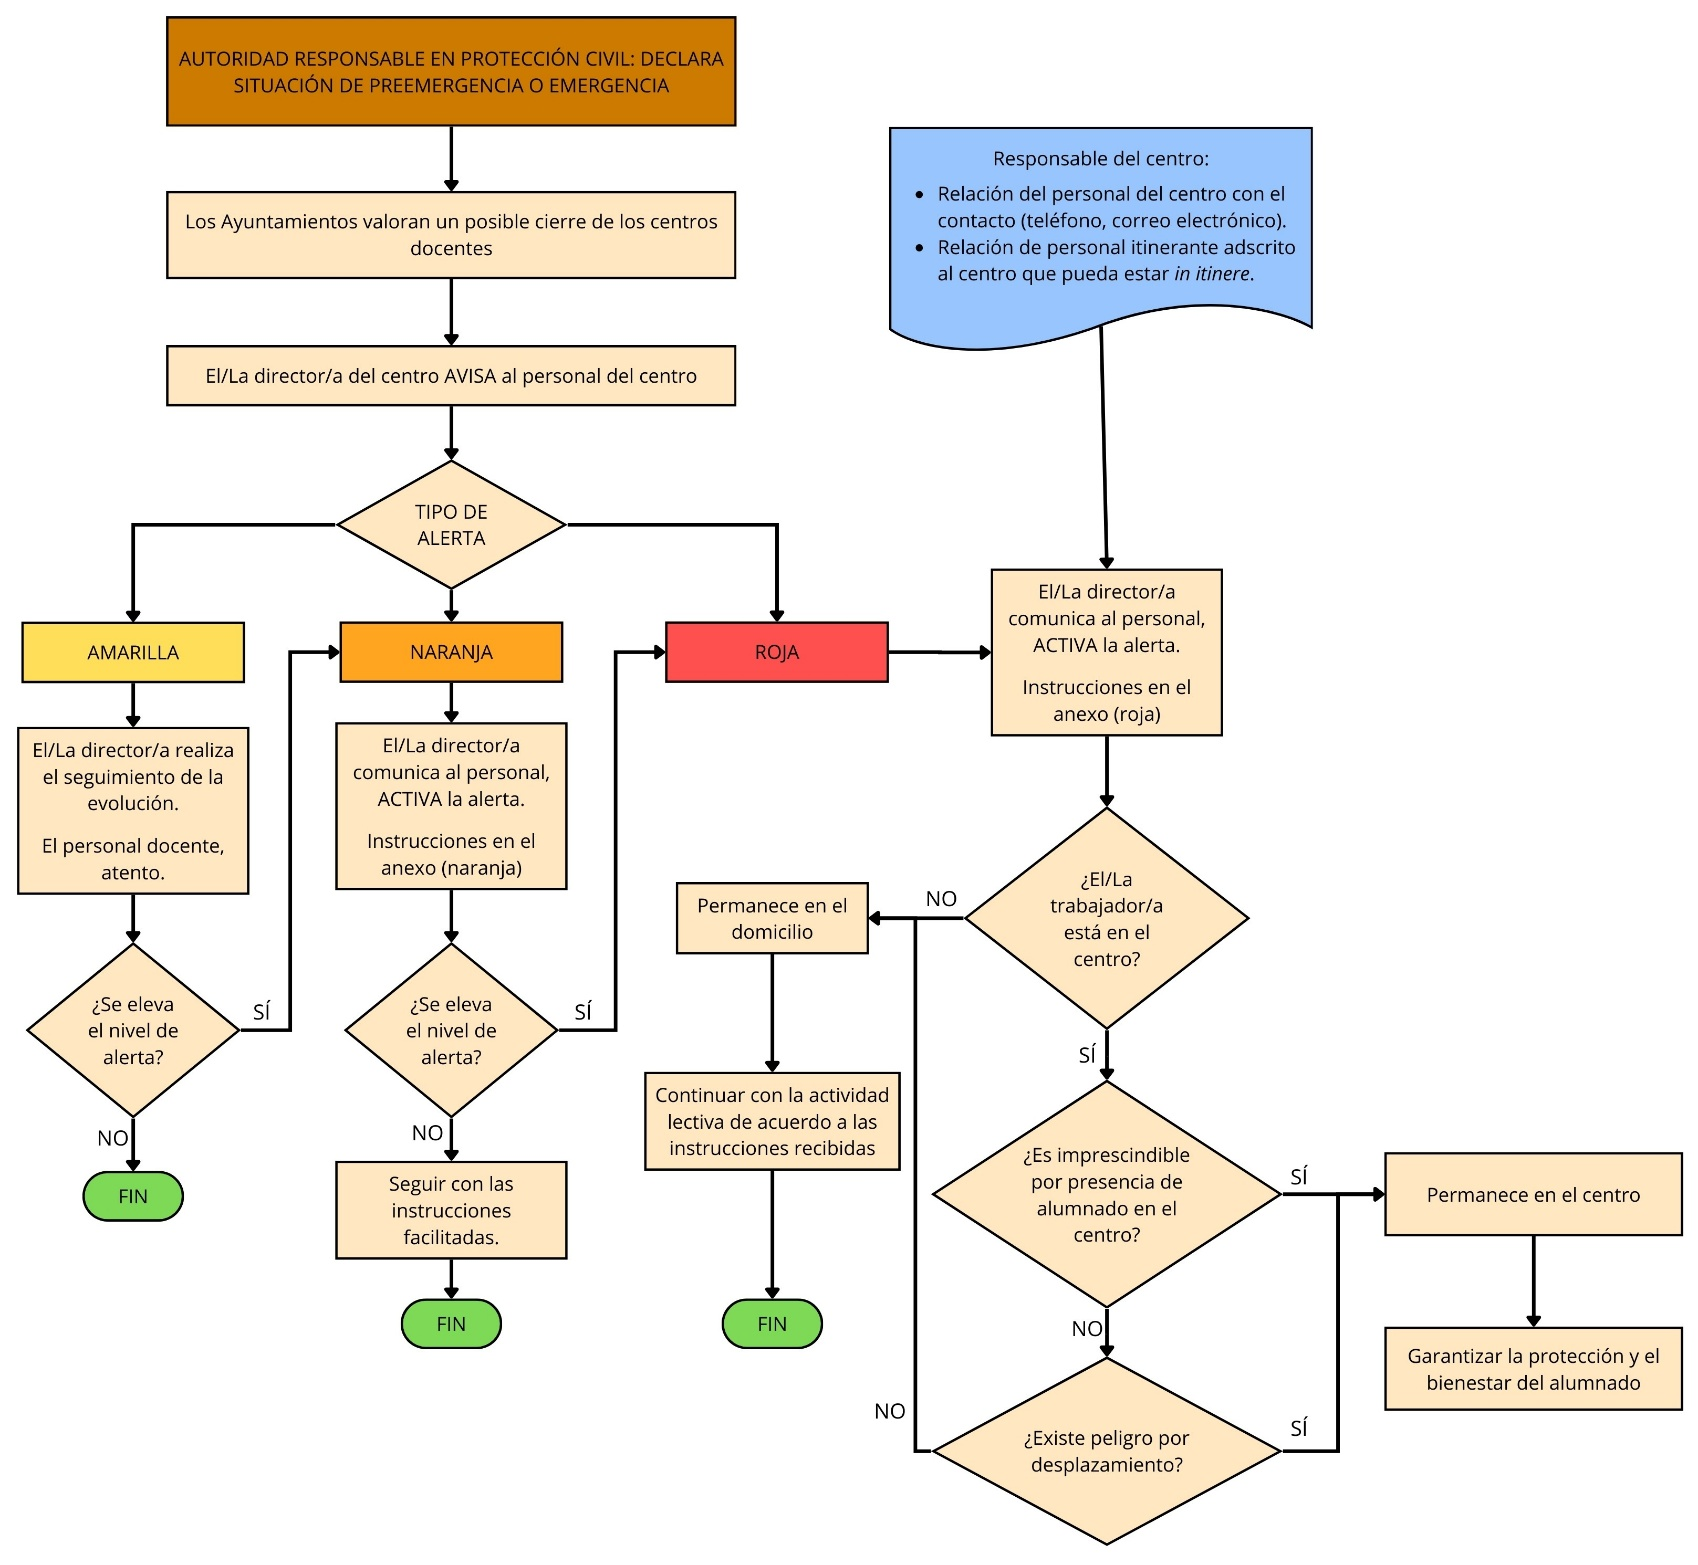 AUTORIDAD RESPONSABLE EN PROTECCIÓN CIVIL: DECLARA
SITUACIÓN DE PREEMERGENCIA O EMERGENCIA
Los Ayuntamientos valoran un posible cierre de los centros
docentes
El/La director/a del centro AVISA al personal del centro
Responsable del centro:
• Relación del personal del centro con el
contacto (teléfono, correo electrónico).
• Relación de personal itinerante adscrito
al centro que pueda estar in itinere.
TIPO DE
ALERTA
AMARILLA
El/La director/a realiza
el seguimiento de la
evolución.
El personal docente,
atento.
¿Se eleva
el nivel de
alerta?
SÍ
NO
FIN
NARANJA
El/La director/a
comunica al personal,
ACTIVA la alerta.
Instrucciones en el
anexo (naranja)
¿Se eleva
el nivel de
alerta?
SÍ
NO
Seguir con las
instrucciones
facilitadas.
FIN
ROJA
El/La director/a
comunica al personal,
ACTIVA la alerta.
Instrucciones en el
anexo (roja)
¿El/La
trabajador/a
está en el
centro?
NO
Permanece en el
domicilio
Continuar con la actividad
lectiva de acuerdo a las
instrucciones recibidas
FIN
SÍ
¿Es imprescindible
por presencia de
alumnado en el
centro?
SÍ
Permanece en el centro
Garantizar la protección y el
bienestar del alumnado
NO
¿Existe peligro por
desplazamiento?
NO
SÍ